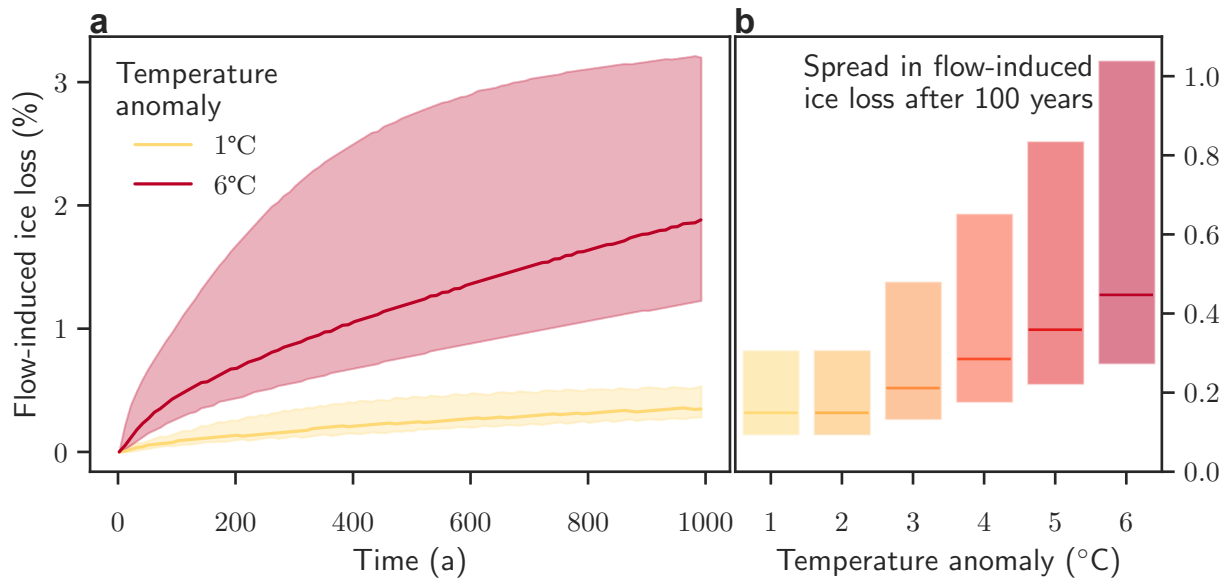 a
Temperature
anomaly
1°C
6°C
Flow-induced ice loss (%)
3
2
1
0
0 200 400 600 800 1000
Time (a)
b
Spread in flow-induced
ice loss after 100 years
1.0
0.8
0.6
0.4
0.2
0.0
1 2 3 4 5 6
Temperature anomaly (°C)